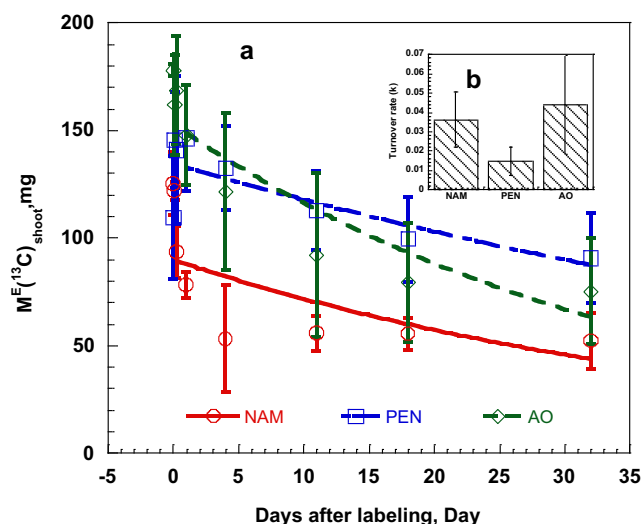 200
150
100
50
0
M^E(^13C)_shoot, mg
a
b
0.07
0.06
0.05
0.04
0.03
0.02
0.01
0
Turnover rate (k)
NAM PEN AO
NAM PEN AO
-5 0 5 10 15 20 25 30 35
Days after labeling, Day